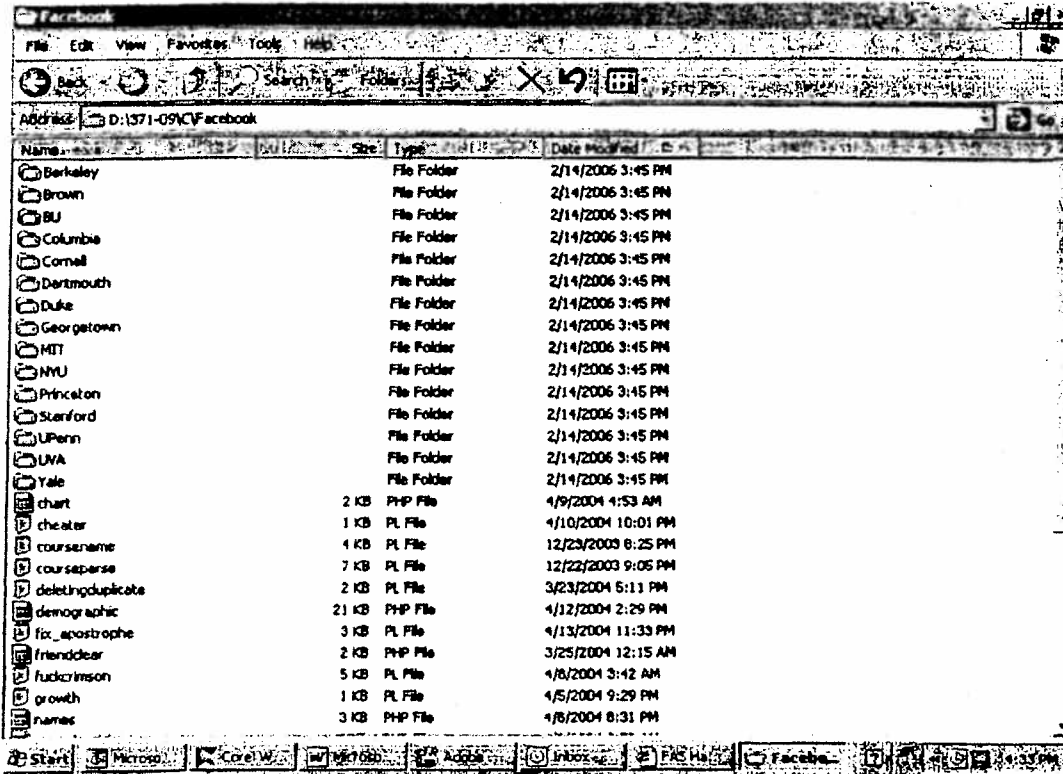 Facebook
File Edit View Favorites Tools Help
Back Search Folders
Address D:\371-09\C\Facebook Go
Name Size Type Date Modified
Berkeley File Folder 2/14/2006 3:45 PM
Brown File Folder 2/14/2006 3:45 PM
BU File Folder 2/14/2006 3:45 PM
Columbia File Folder 2/14/2006 3:45 PM
Cornell File Folder 2/14/2006 3:45 PM
Dartmouth File Folder 2/14/2006 3:45 PM
Duke File Folder 2/14/2006 3:45 PM
Georgetown File Folder 2/14/2006 3:45 PM
MIT File Folder 2/14/2006 3:45 PM
NYU File Folder 2/14/2006 3:45 PM
Princeton File Folder 2/14/2006 3:45 PM
Stanford File Folder 2/14/2006 3:45 PM
UPenn File Folder 2/14/2006 3:45 PM
UVA File Folder 2/14/2006 3:45 PM
Yale File Folder 2/14/2006 3:45 PM
chart 2 KB PHP File 4/9/2004 4:53 AM
cheater 1 KB PL File 4/10/2004 10:01 PM
coursename 4 KB PL File 12/23/2003 8:25 PM
courseparse 7 KB PL File 12/22/2003 9:05 PM
deletingduplicate 2 KB PL File 3/23/2004 5:11 PM
demographic 21 KB PHP File 4/12/2004 2:29 PM
fix_apostrophe 3 KB PL File 4/13/2004 11:33 PM
friendclear 2 KB PHP File 3/25/2004 12:15 AM
fuckcrimson 5 KB PL File 4/8/2004 3:42 AM
growth 1 KB PL File 4/5/2004 9:29 PM
names 3 KB PHP File 4/8/2004 8:31 PM
Start Microso... Corel W... Microso... Adobe ... Inbox - ... FAS Ha... Facebo... 4:33 PM